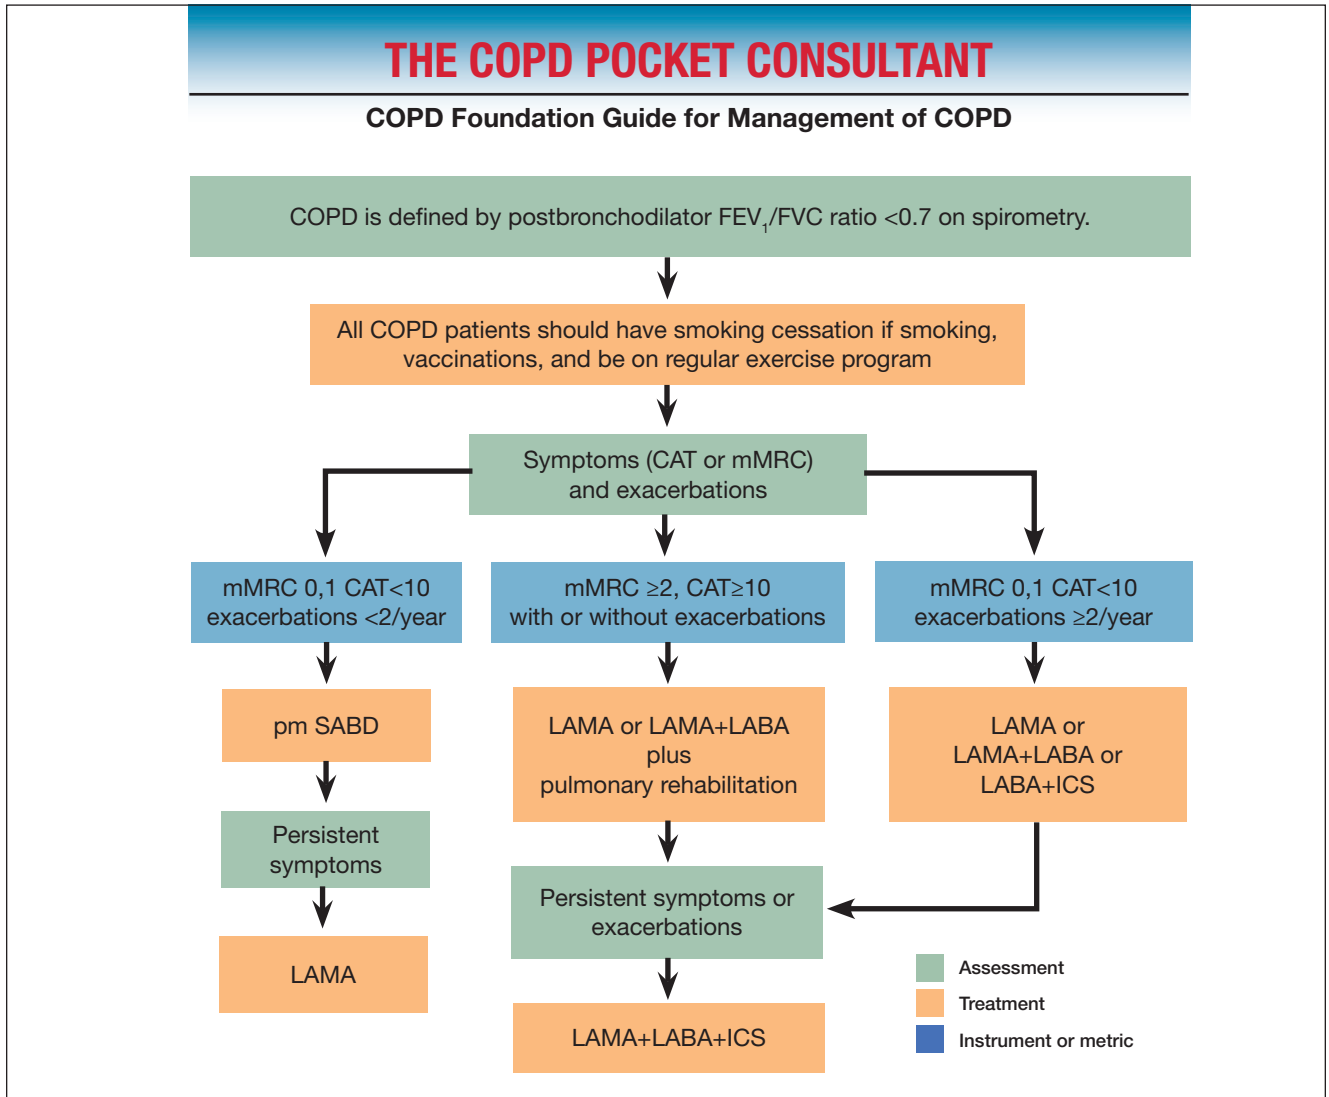 THE COPD POCKET CONSULTANT
COPD Foundation Guide for Management of COPD
COPD is defined by postbronchodilator FEV₁/FVC ratio <0.7 on spirometry.
All COPD patients should have smoking cessation if smoking,
vaccinations, and be on regular exercise program
Symptoms (CAT or mMRC)
and exacerbations
mMRC 0,1 CAT<10
exacerbations <2/year
mMRC ≥2, CAT≥10
with or without exacerbations
mMRC 0,1 CAT<10
exacerbations ≥2/year
pm SABD
LAMA or LAMA+LABA
plus
pulmonary rehabilitation
LAMA or
LAMA+LABA or
LABA+ICS
Persistent
symptoms
Persistent symptoms or
exacerbations
LAMA
LAMA+LABA+ICS
Assessment
Treatment
Instrument or metric